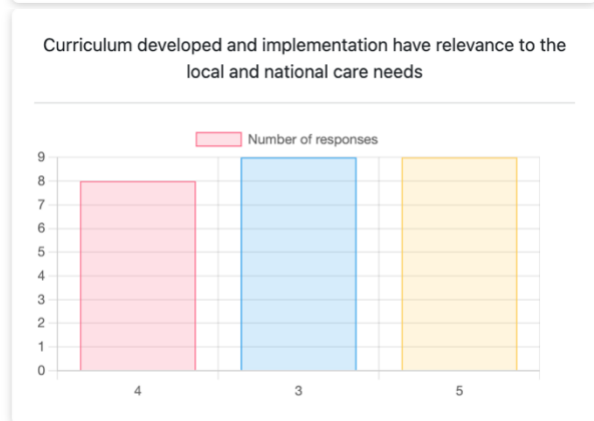 Curriculum developed and implementation have relevance to the
local and national care needs
Number of responses
9
8
7
6
5
4
3
2
1
0
4 3 5